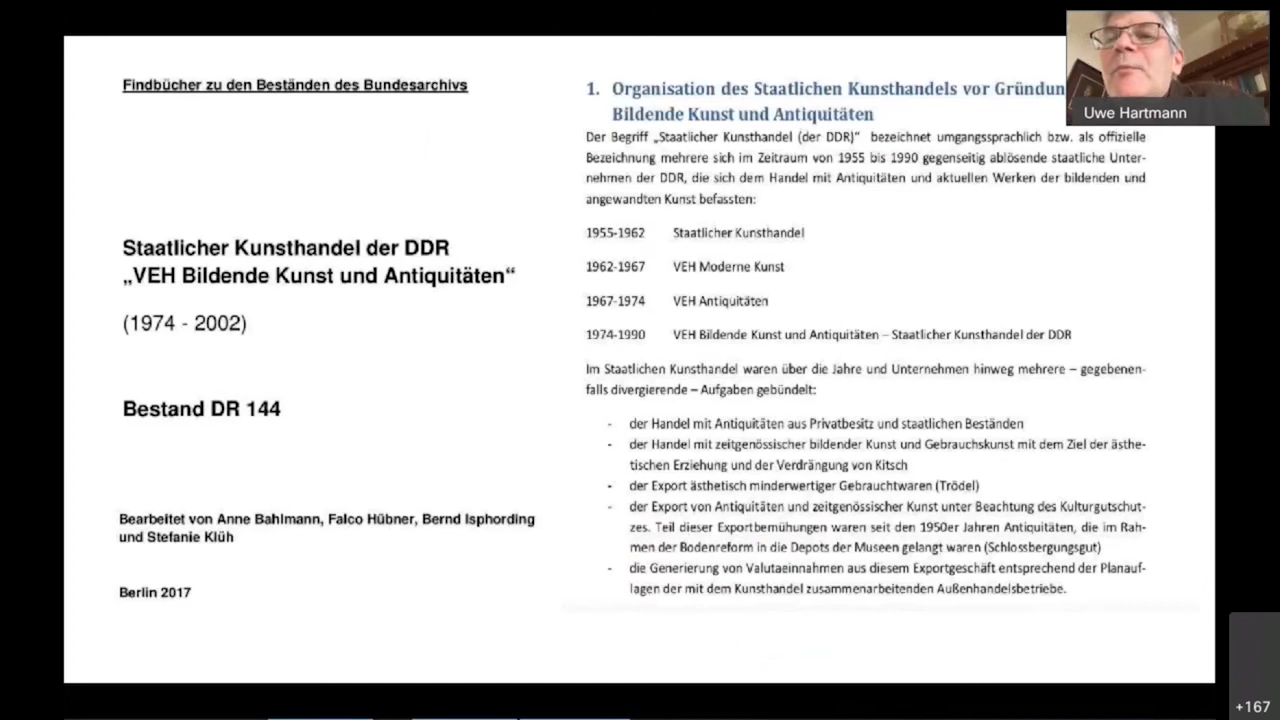 Findbücher zu den Beständen des Bundesarchivs
Staatlicher Kunsthandel der DDR
„VEH Bildende Kunst und Antiquitäten“
(1974 - 2002)
Bestand DR 144
Bearbeitet von Anne Bahlmann, Falco Hübner, Bernd Isphording
und Stefanie Klüh
Berlin 2017
1. Organisation des Staatlichen Kunsthandels vor
Bildende Kunst und Antiquitäten
Der Begriff „Staatlicher Kunsthandel (der DDR)“ bezeichnet umgangssprachlich bzw. als offizielle
Bezeichnung mehrere sich im Zeitraum von 1955 bis 1990 gegenseitig ablösende staatliche Unter-
nehmen der DDR, die sich dem Handel mit Antiquitäten und aktuellen Werken der bildenden und
angewandten Kunst befassten:
1955-1962 Staatlicher Kunsthandel
1962-1967 VEH Moderne Kunst
1967-1974 VEH Antiquitäten
1974-1990 VEH Bildende Kunst und Antiquitäten – Staatlicher Kunsthandel der DDR
Im Staatlichen Kunsthandel waren über die Jahre und Unternehmen hinweg mehrere – gegebenen-
falls divergierende – Aufgaben gebündelt:
- der Handel mit Antiquitäten aus Privatbesitz und staatlichen Beständen
- der Handel mit zeitgenössischer bildender Kunst und Gebrauchskunst mit dem Ziel der ästhe-
tischen Erziehung und der Verdrängung von Kitsch
- der Export ästhetisch minderwertiger Gebrauchtwaren (Trödel)
- der Export von Antiquitäten und zeitgenössischer Kunst unter Beachtung des Kulturgutschut-
zes. Teil dieser Exportbemühungen waren seit den 1950er Jahren Antiquitäten, die im Rah-
men der Bodenreform in die Depots der Museen gelangt waren (Schlossbergungsgut)
- die Generierung von Valutaeinnahmen aus diesem Exportgeschäft entsprechend der Planauf-
lagen der mit dem Kunsthandel zusammenarbeitenden Außenhandelsbetriebe.
Uwe Hartmann
+167